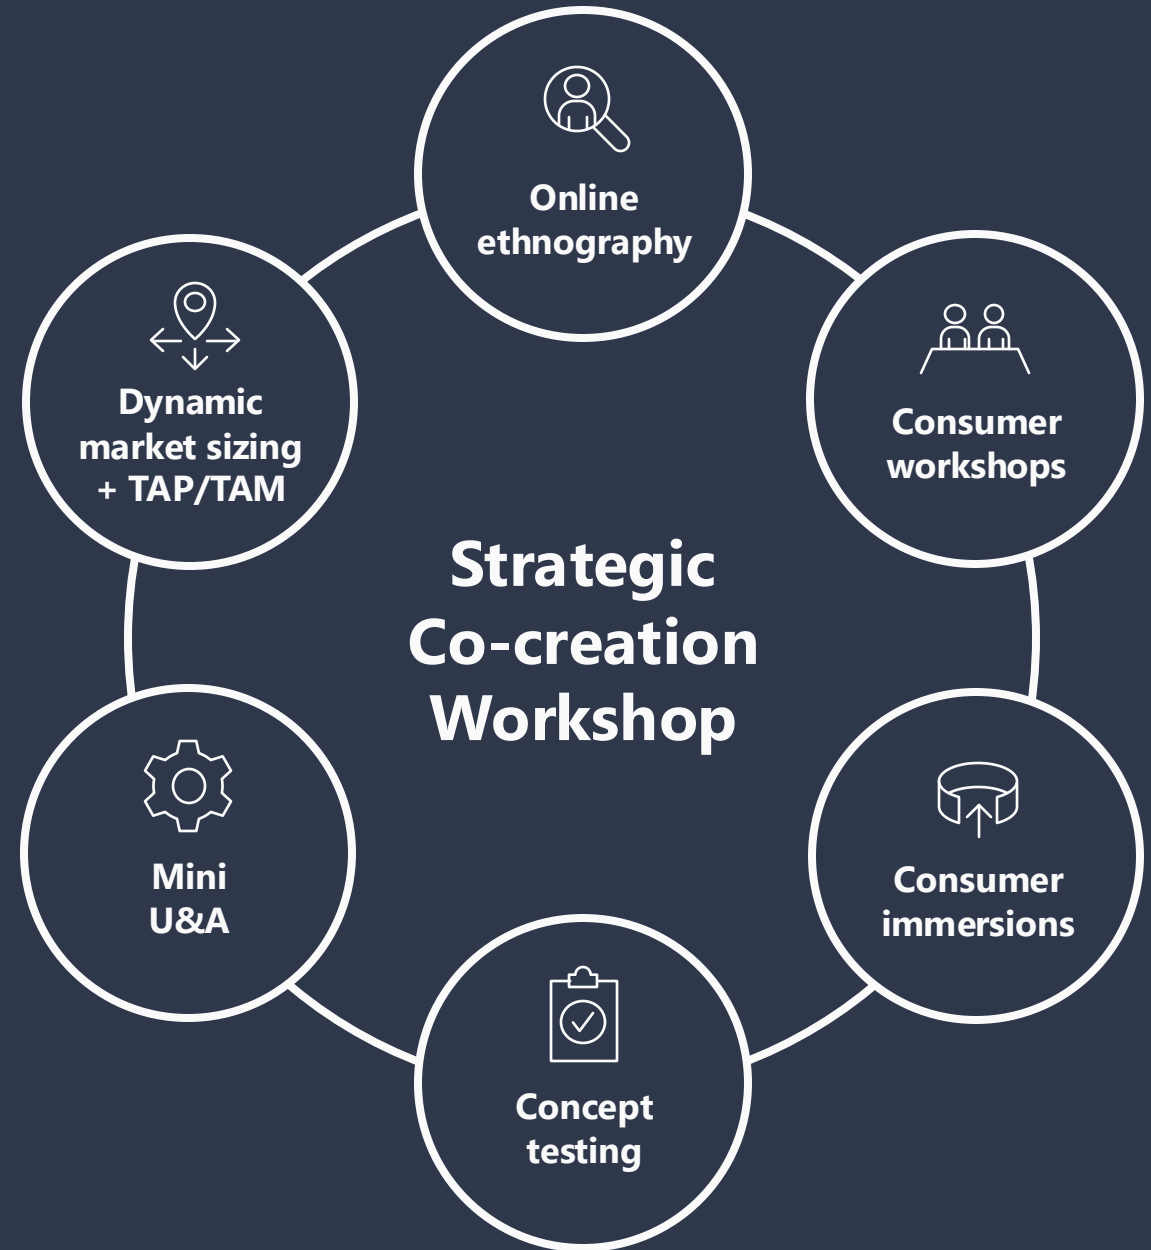 Online
ethnography
Consumer
workshops
Consumer
immersions
Concept
testing
Mini
U&A
Dynamic
market sizing
+ TAP/TAM
Strategic
Co-creation
Workshop